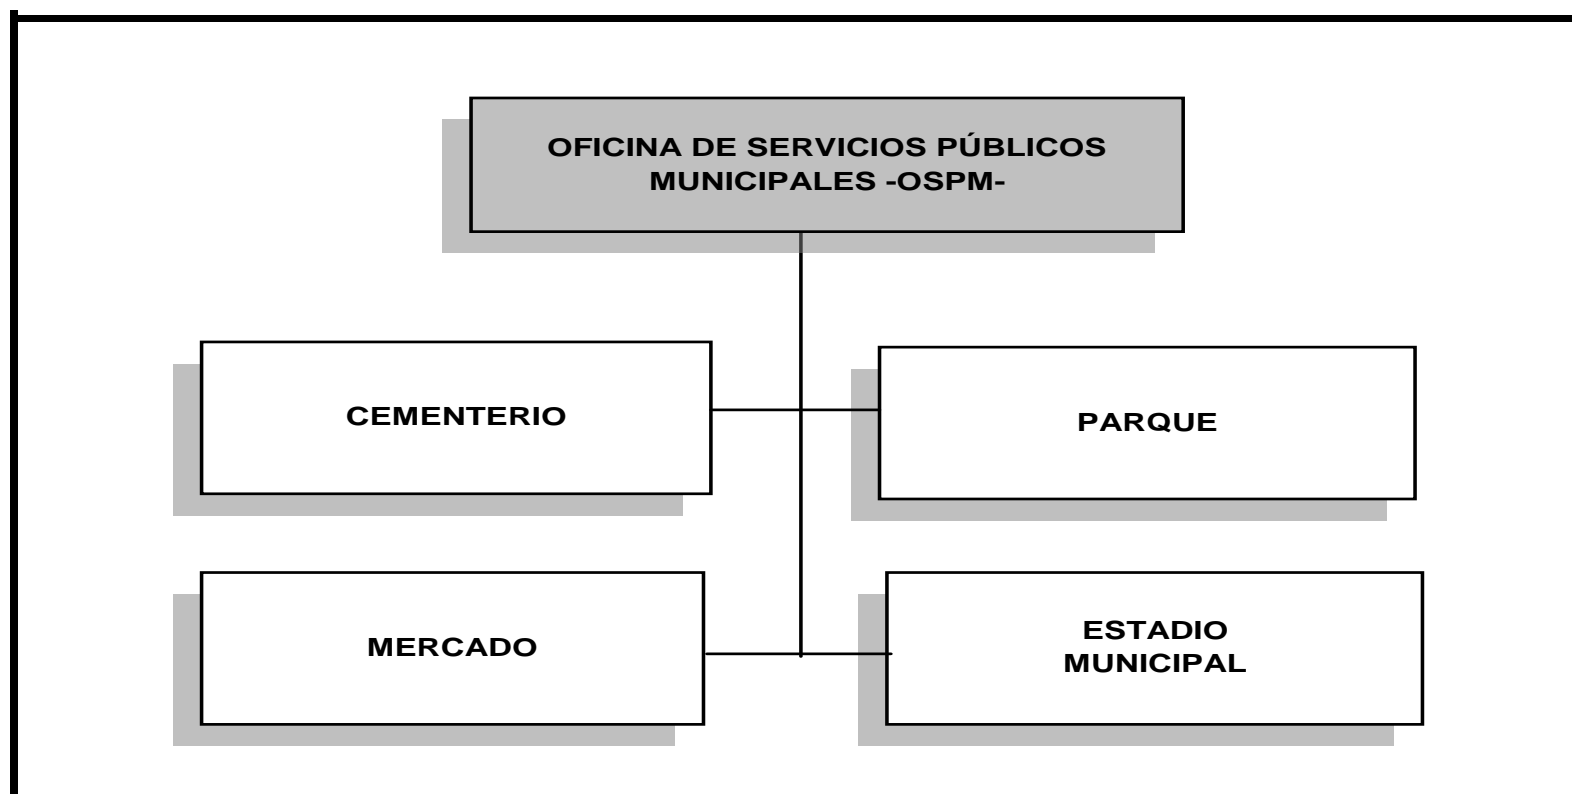 OFICINA DE SERVICIOS PÚBLICOS
MUNICIPALES -OSPM-
CEMENTERIO
PARQUE
MERCADO
ESTADIO
MUNICIPAL